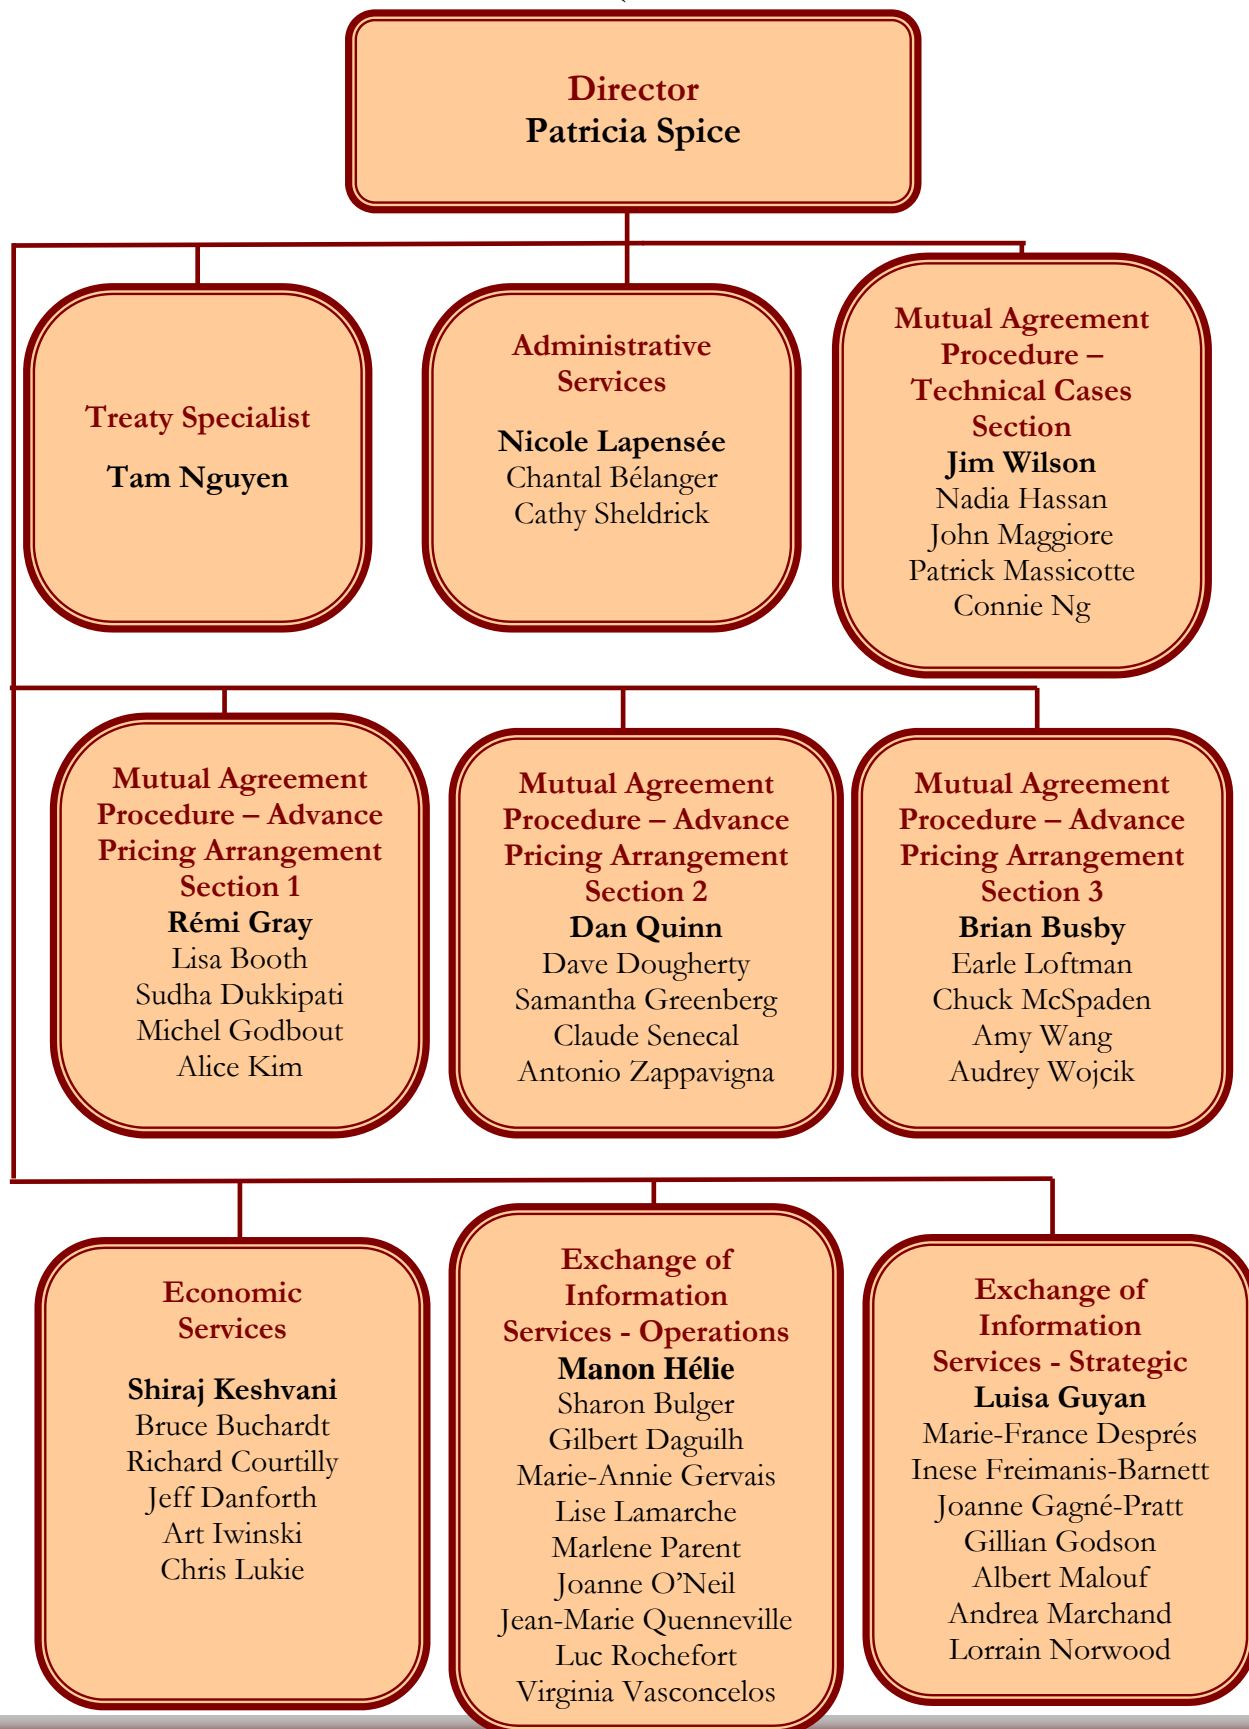 Director
Patricia Spice
Treaty Specialist
Tam Nguyen
Administrative
Services
Nicole Lapensée
Chantal Bélanger
Cathy Sheldrick
Mutual Agreement
Procedure –
Technical Cases
Section
Jim Wilson
Nadia Hassan
John Maggiore
Patrick Massicotte
Connie Ng
Mutual Agreement
Procedure – Advance
Pricing Arrangement
Section 1
Rémi Gray
Lisa Booth
Sudha Dukkipati
Michel Godbout
Alice Kim
Mutual Agreement
Procedure – Advance
Pricing Arrangement
Section 2
Dan Quinn
Dave Dougherty
Samantha Greenberg
Claude Senecal
Antonio Zappavigna
Mutual Agreement
Procedure – Advance
Pricing Arrangement
Section 3
Brian Busby
Earle Loftman
Chuck McSpaden
Amy Wang
Audrey Wojcik
Economic
Services
Shiraj Keshvani
Bruce Buchardt
Richard Courtilly
Jeff Danforth
Art Iwinski
Chris Lukie
Exchange of
Information
Services - Operations
Manon Hélie
Sharon Bulger
Gilbert Daguilh
Marie-Annie Gervais
Lise Lamarche
Marlene Parent
Joanne O’Neil
Jean-Marie Quenneville
Luc Rochefort
Virginia Vasconcelos
Exchange of
Information
Services - Strategic
Luisa Guyan
Marie-France Després
Inese Freimanis-Barnett
Joanne Gagné-Pratt
Gillian Godson
Albert Malouf
Andrea Marchand
Lorrain Norwood